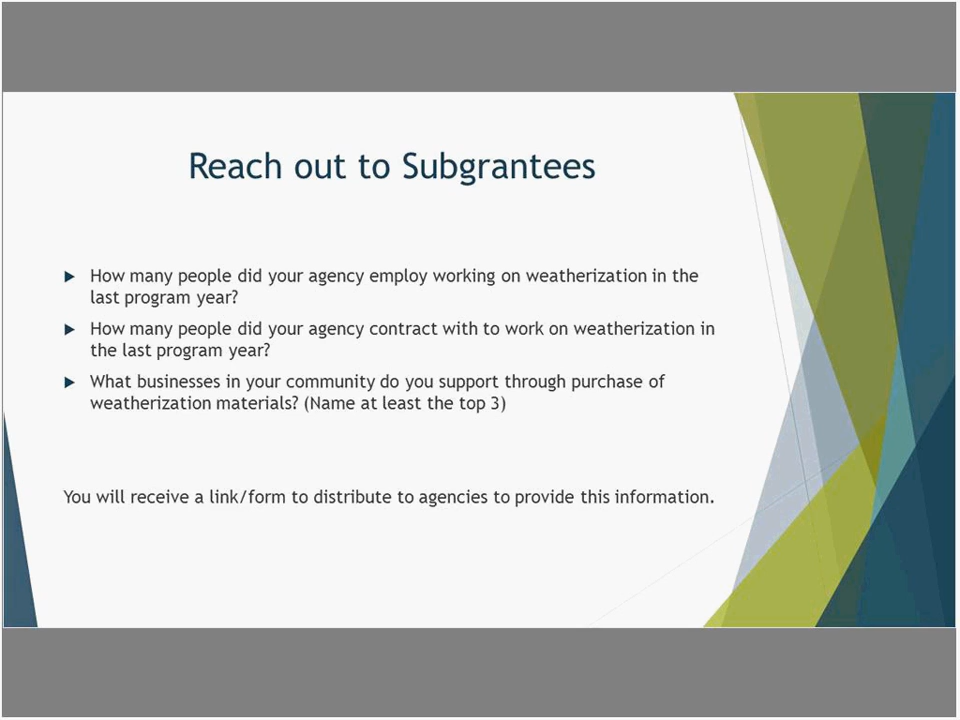 Reach out to Subgrantees
How many people did your agency employ working on weatherization in the
last program year?
How many people did your agency contract with to work on weatherization in
the last program year?
What businesses in your community do you support through purchase of
weatherization materials? (Name at least the top 3)
You will receive a link/form to distribute to agencies to provide this information.